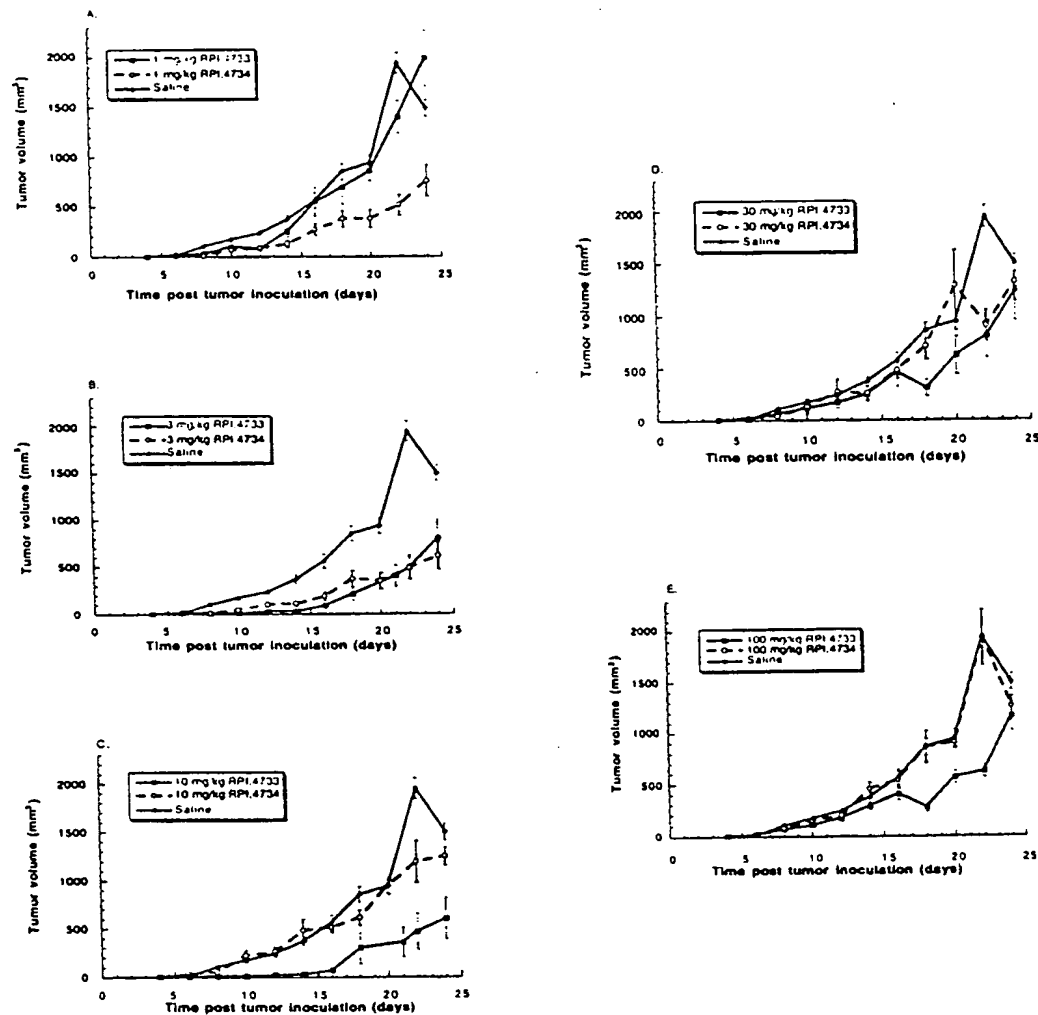 A.
1 mg/kg RPI.4733
1 mg/kg RPI.4734
Saline
Tumor volume (mm³)
2000
1500
1000
500
0
0 5 10 15 20 25
Time post tumor inoculation (days)
B.
3 mg/kg RPI.4733
3 mg/kg RPI.4734
Saline
Tumor volume (mm³)
2000
1500
1000
500
0
0 5 10 15 20 25
Time post tumor inoculation (days)
C.
10 mg/kg RPI.4733
10 mg/kg RPI.4734
Saline
Tumor volume (mm³)
2000
1500
1000
500
0
0 5 10 15 20 25
Time post tumor inoculation (days)
D.
30 mg/kg RPI.4733
30 mg/kg RPI.4734
Saline
Tumor volume (mm³)
2000
1500
1000
500
0
0 5 10 15 20 25
Time post tumor inoculation (days)
E.
100 mg/kg RPI.4733
100 mg/kg RPI.4734
Saline
Tumor volume (mm³)
2000
1500
1000
500
0
0 5 10 15 20 25
Time post tumor inoculation (days)